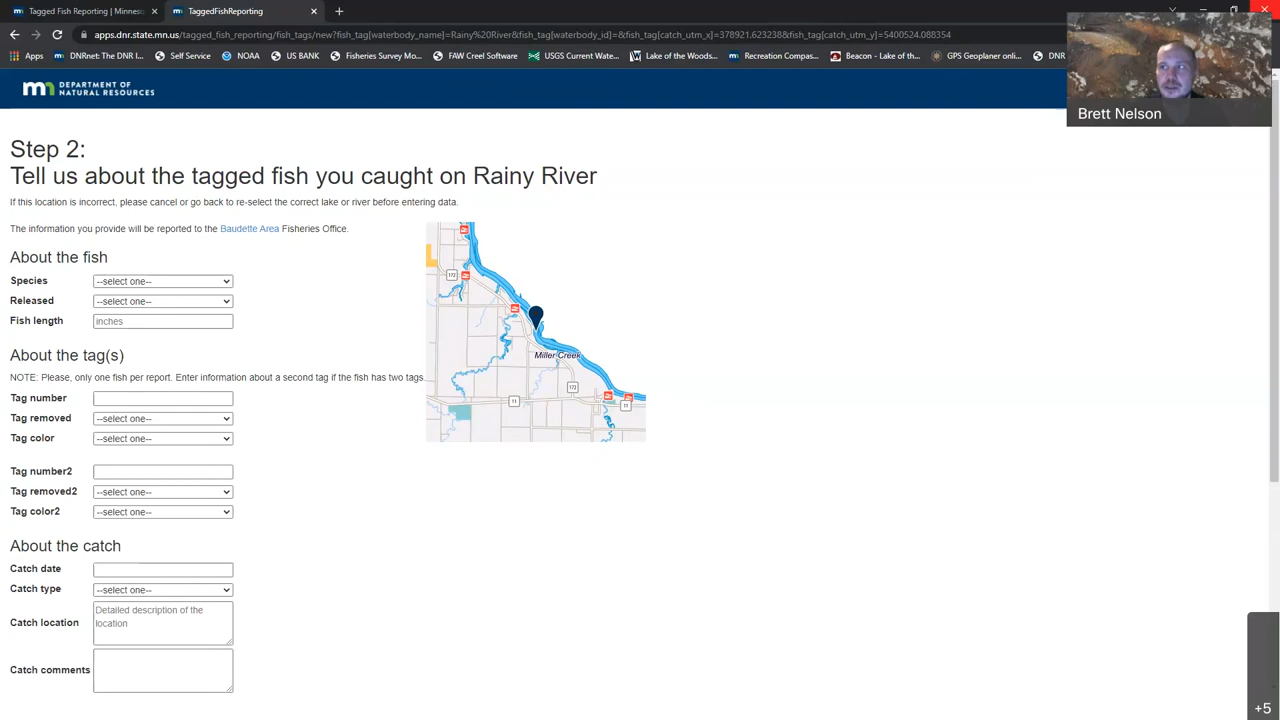 Tagged Fish Reporting | Minnes
TaggedFishReporting
apps.dnr.state.mn.us/tagged_fish_reporting/fish_tags/new?fish_tag[waterbody_name]=Rainy%20River&fish_tag[waterbody_id]=&fish_tag[catch_utm_x]=378921.623238&fish_tag[catch_utm_y]=5400524.088354
Apps DNRnet: The DNR I... Self Service NOAA US BANK Fisheries Survey Mo... FAW Creel Software USGS Current Wate... Lake of the Woods... Recreation Compas... Beacon - Lake of th... GPS Geoplaner onli... DNR
DEPARTMENT OF
NATURAL RESOURCES
Brett Nelson
Step 2:
Tell us about the tagged fish you caught on Rainy River
If this location is incorrect, please cancel or go back to re-select the correct lake or river before entering data.
The information you provide will be reported to the Baudette Area Fisheries Office.
About the fish
Species --select one--
Released --select one--
Fish length inches
172
Miller Creek
172
11
11
About the tag(s)
NOTE: Please, only one fish per report. Enter information about a second tag if the fish has two tags.
Tag number
Tag removed --select one--
Tag color --select one--
Tag number2
Tag removed2 --select one--
Tag color2 --select one--
About the catch
Catch date
Catch type --select one--
Catch location Detailed description of the
location
Catch comments
+5